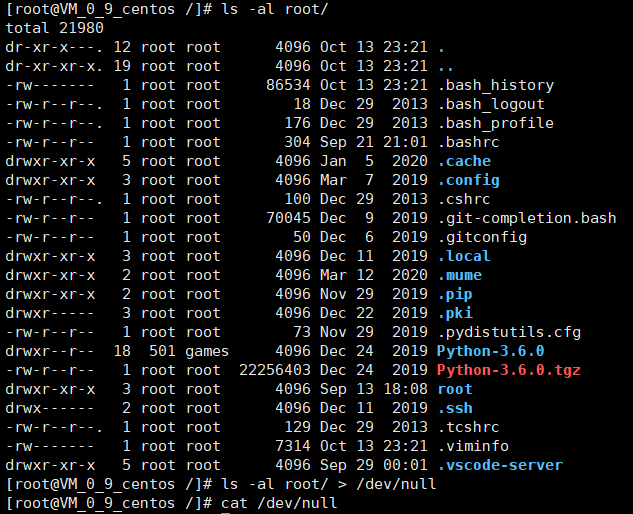 [root@VM_0_9_centos /]# ls -al root/
total 21980
dr-xr-x---. 12 root root     4096 Oct 13 23:21 .
dr-xr-xr-x. 19 root root     4096 Oct 13 23:21 ..
-rw-------   1 root root    86534 Oct 13 23:21 .bash_history
-rw-r--r--.  1 root root       18 Dec 29  2013 .bash_logout
-rw-r--r--.  1 root root      176 Dec 29  2013 .bash_profile
-rw-r--r--   1 root root      304 Sep 21 21:01 .bashrc
drwxr-xr-x   5 root root     4096 Jan  5  2020 .cache
drwxr-xr-x   3 root root     4096 Mar  7  2019 .config
-rw-r--r--.  1 root root      100 Dec 29  2013 .cshrc
-rw-r--r--   1 root root    70045 Dec  9  2019 .git-completion.bash
-rw-r--r--   1 root root       50 Dec  6  2019 .gitconfig
drwxr-xr-x   3 root root     4096 Dec 11  2019 .local
drwxr-xr-x   2 root root     4096 Mar 12  2020 .mume
drwxr-xr-x   2 root root     4096 Nov 29  2019 .pip
drwxr-----   3 root root     4096 Dec 22  2019 .pki
-rw-r--r--   1 root root       73 Nov 29  2019 .pydistutils.cfg
drwxr--r--  18  501 games     4096 Dec 24  2019 Python-3.6.0
-rw-r--r--   1 root root  22256403 Dec 24  2019 Python-3.6.0.tgz
drwxr-xr-x   3 root root     4096 Sep 13 18:08 root
drwx------   2 root root     4096 Dec 11  2019 .ssh
-rw-r--r--.  1 root root      129 Dec 29  2013 .tcshrc
-rw-------   1 root root     7314 Oct 13 23:21 .viminfo
drwxr-xr-x   5 root root     4096 Sep 29 00:01 .vscode-server
[root@VM_0_9_centos /]# ls -al root/ > /dev/null
[root@VM_0_9_centos /]# cat /dev/null